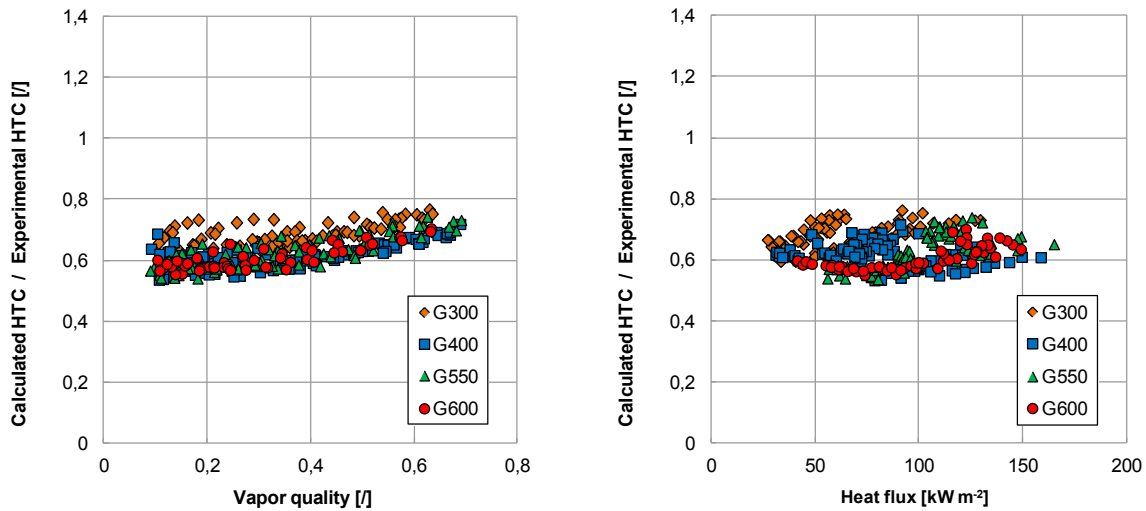 Calculated HTC / Experimental HTC [/]
1,4
1,2
1
0,8
0,6
0,4
0,2
0
G300
G400
G550
G600
0
0,2
0,4
0,6
0,8
Vapor quality [/]
Calculated HTC / Experimental HTC [/]
1,4
1,2
1
0,8
0,6
0,4
0,2
0
G300
G400
G550
G600
0
50
100
150
200
Heat flux [kW m⁻²]